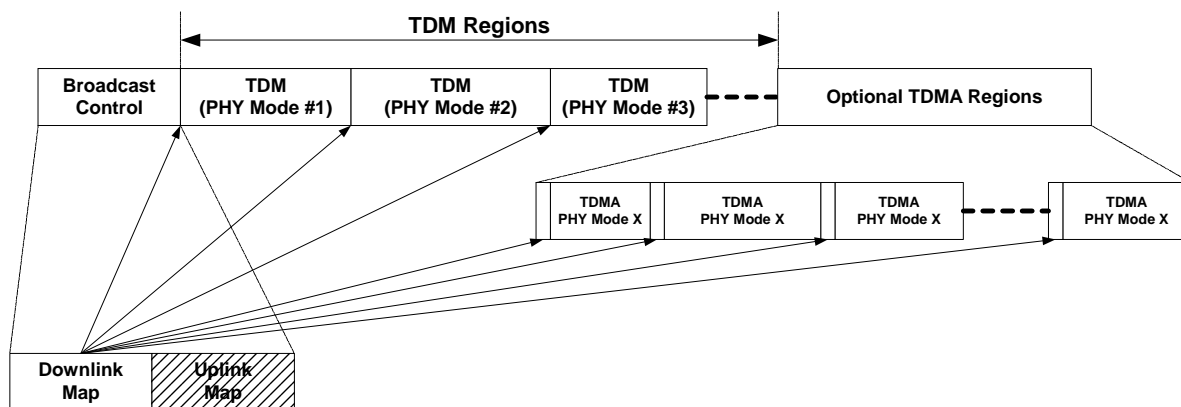 TDM Regions
Broadcast
Control
TDM
(PHY Mode #1)
TDM
(PHY Mode #2)
TDM
(PHY Mode #3)
Optional TDMA Regions
TDMA
PHY Mode X
TDMA
PHY Mode X
TDMA
PHY Mode X
TDMA
PHY Mode X
Downlink
Map
Uplink
Map